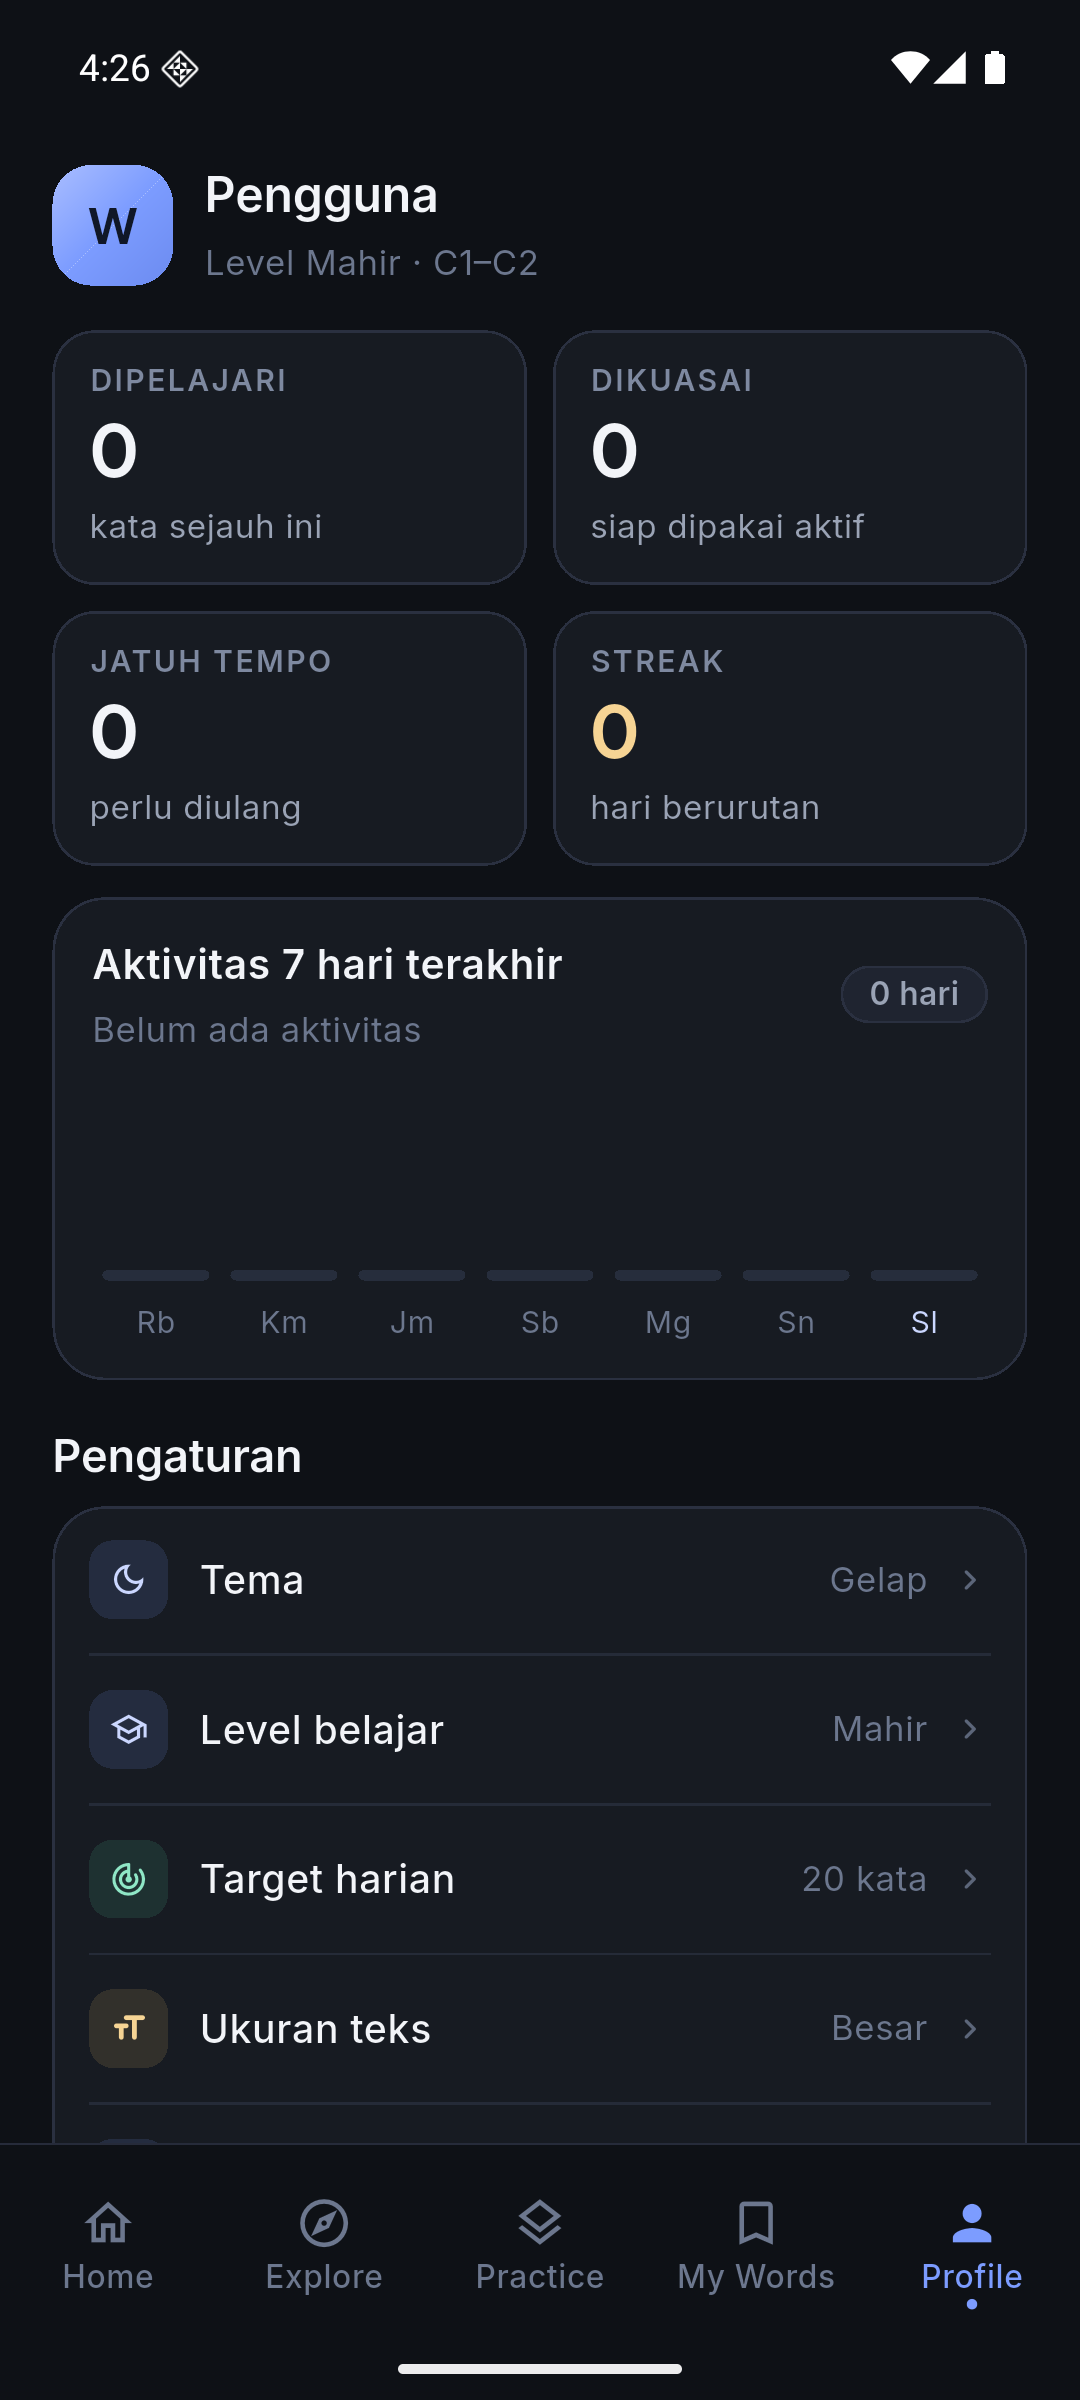 4:26
W
Pengguna
Level Mahir · C1–C2
DIPELAJARI
0
kata sejauh ini
DIKUASAI
0
siap dipakai aktif
JATUH TEMPO
0
perlu diulang
STREAK
0
hari berurutan
Aktivitas 7 hari terakhir
Belum ada aktivitas
0 hari
Rb Km Jm Sb Mg Sn Sl
Pengaturan
Tema Gelap
Level belajar Mahir
Target harian 20 kata
Ukuran teks Besar
Home Explore Practice My Words Profile